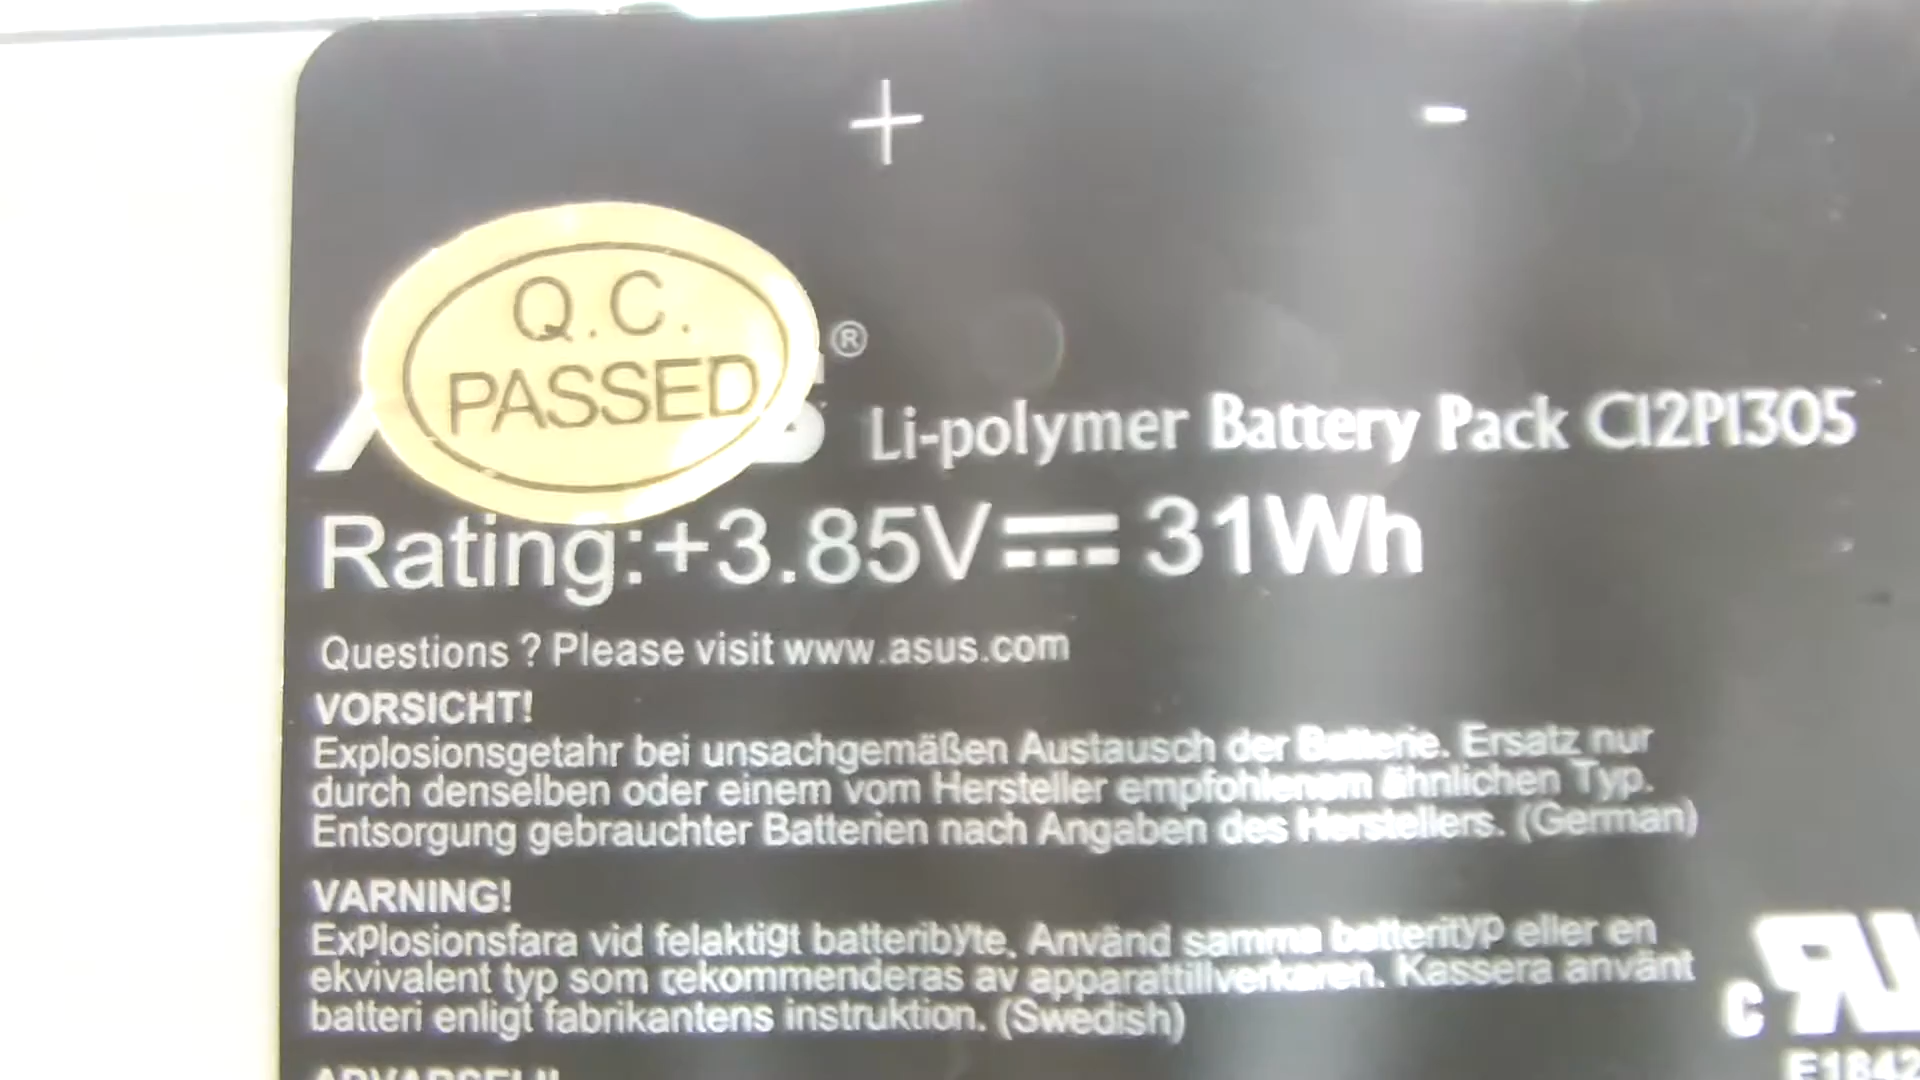 + -
Q.C.
PASSED
®
Li-polymer Battery Pack C12P1305
Rating:+3.85V 31Wh
Questions ? Please visit www.asus.com
VORSICHT!
Explosionsgetahr bei unsachgemäßen Austausch der Batterie. Ersatz nur
durch denselben oder einem vom Hersteller empfohlenem ähnlichen Typ.
Entsorgung gebrauchter Batterien nach Angaben des Herstellers. (German)
VARNING!
Explosionsfara vid felaktigt batteribyte. Använd samma batterityp eller en
ekvivalent typ som rekommenderas av apparattillverkaren. Kassera använt
batteri enligt fabrikantens instruktion. (Swedish)
c
E1842